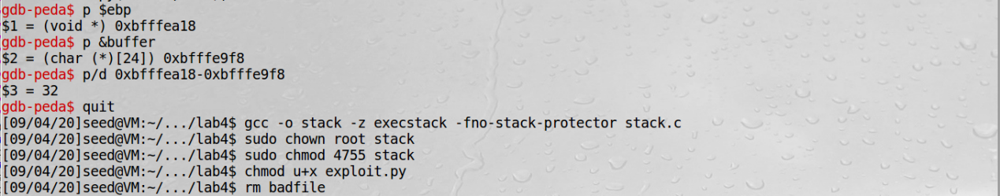 gdb-peda$ p $ebp
$1 = (void *) 0xbfffea18
gdb-peda$ p &buffer
$2 = (char (*)[24]) 0xbfffe9f8
gdb-peda$ p/d 0xbfffea18-0xbfffe9f8
$3 = 32
gdb-peda$ quit
[09/04/20]seed@VM:~/.../lab4$ gcc -o stack -z execstack -fno-stack-protector stack.c
[09/04/20]seed@VM:~/.../lab4$ sudo chown root stack
[09/04/20]seed@VM:~/.../lab4$ sudo chmod 4755 stack
[09/04/20]seed@VM:~/.../lab4$ chmod u+x exploit.py
[09/04/20]seed@VM:~/.../lab4$ rm badfile